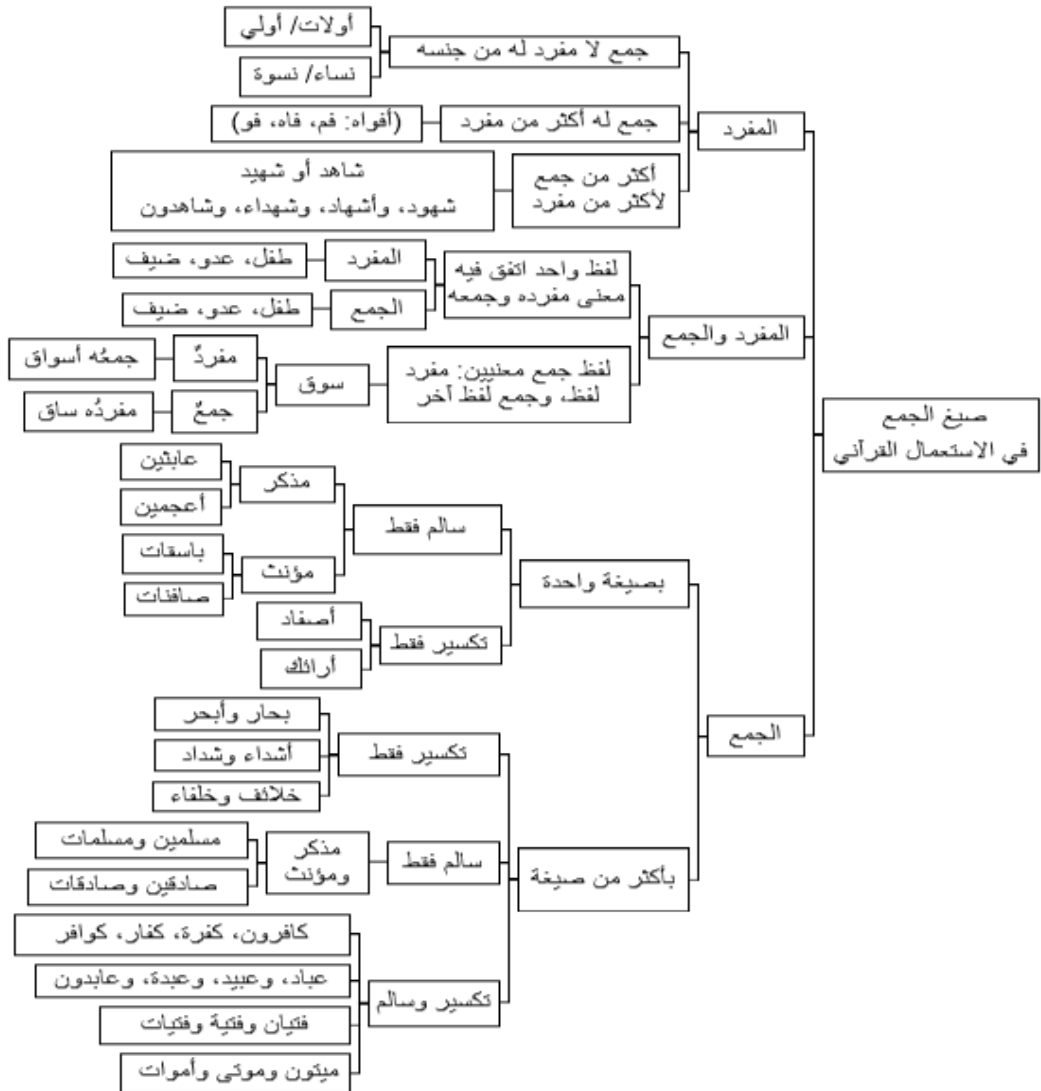 صيغ الجمع
في الاستعمال القرآني
المفرد
جمع لا مفرد له من جنسه
أولات/ أولي
نساء/ نسوة
جمع له أكثر من مفرد
(أفواه: فم، فاه، فو)
أكثر من جمع
لأكثر من مفرد
شاهد أو شهيد
شهود، وأشهاد، وشهداء، وشاهدون
المفرد والجمع
لفظ واحد اتفق فيه
معنى مفرده وجمعه
المفرد
طفل، عدو، ضيف
الجمع
طفل، عدو، ضيف
لفظ جمع معنيين: مفرد
لفظ، وجمع لفظ آخر
سوق
مفردٌ
جمعُه أسواق
جمعٌ
مفردُه ساق
الجمع
بصيغة واحدة
سالم فقط
مذكر
عابثين
أعجمين
مؤنث
باسقات
صافنات
تكسير فقط
أصفاد
أرائك
بأكثر من صيغة
تكسير فقط
بحار وأبحر
أشداء وشداد
خلائف وخلفاء
سالم فقط
مذكر
ومؤنث
مسلمين ومسلمات
صادقين وصادقات
تكسير وسالم
كافرون، كفرة، كفار، كوافر
عباد، وعبيد، وعبدة، وعابدون
فتيان وفتية وفتيات
ميتون وموتى وأموات